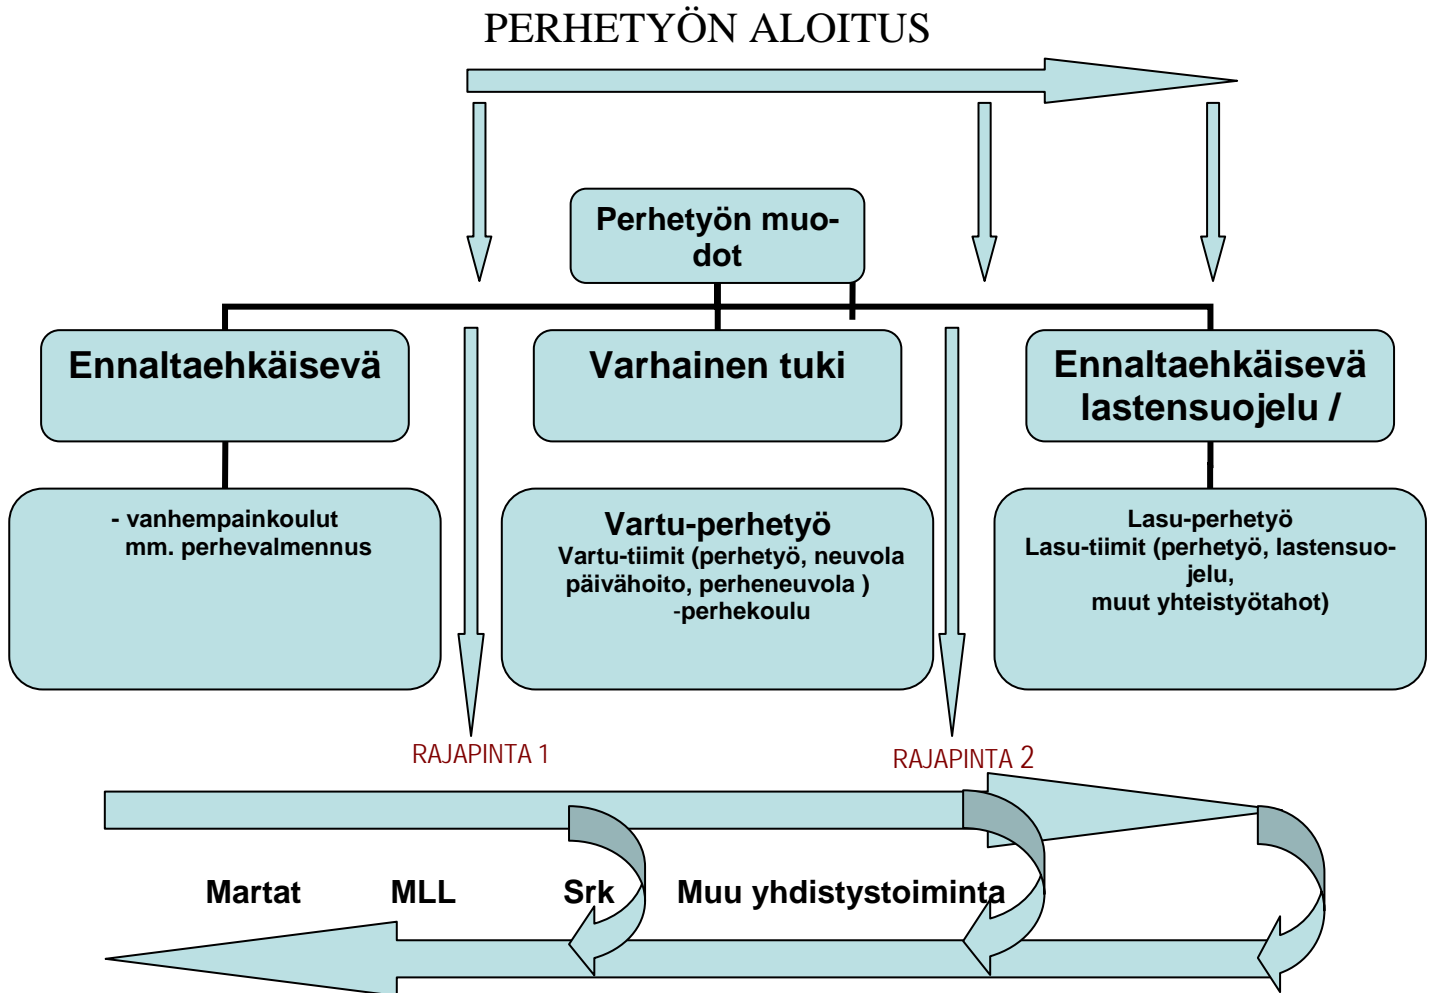 PERHETYÖN ALOITUS
Perhetyön muo-
dot
Ennaltaehkäisevä
Varhainen tuki
Ennaltaehkäisevä
lastensuojelu /
- vanhempainkoulut
mm. perhevalmennus
Vartu-perhetyö
Vartu-tiimit (perhetyö, neuvola
päivähoito, perheneuvola )
-perhekoulu
Lasu-perhetyö
Lasu-tiimit (perhetyö, lastensuo-
jelu,
muut yhteistyötahot)
RAJAPINTA 1
RAJAPINTA 2
Martat MLL Srk Muu yhdistystoiminta